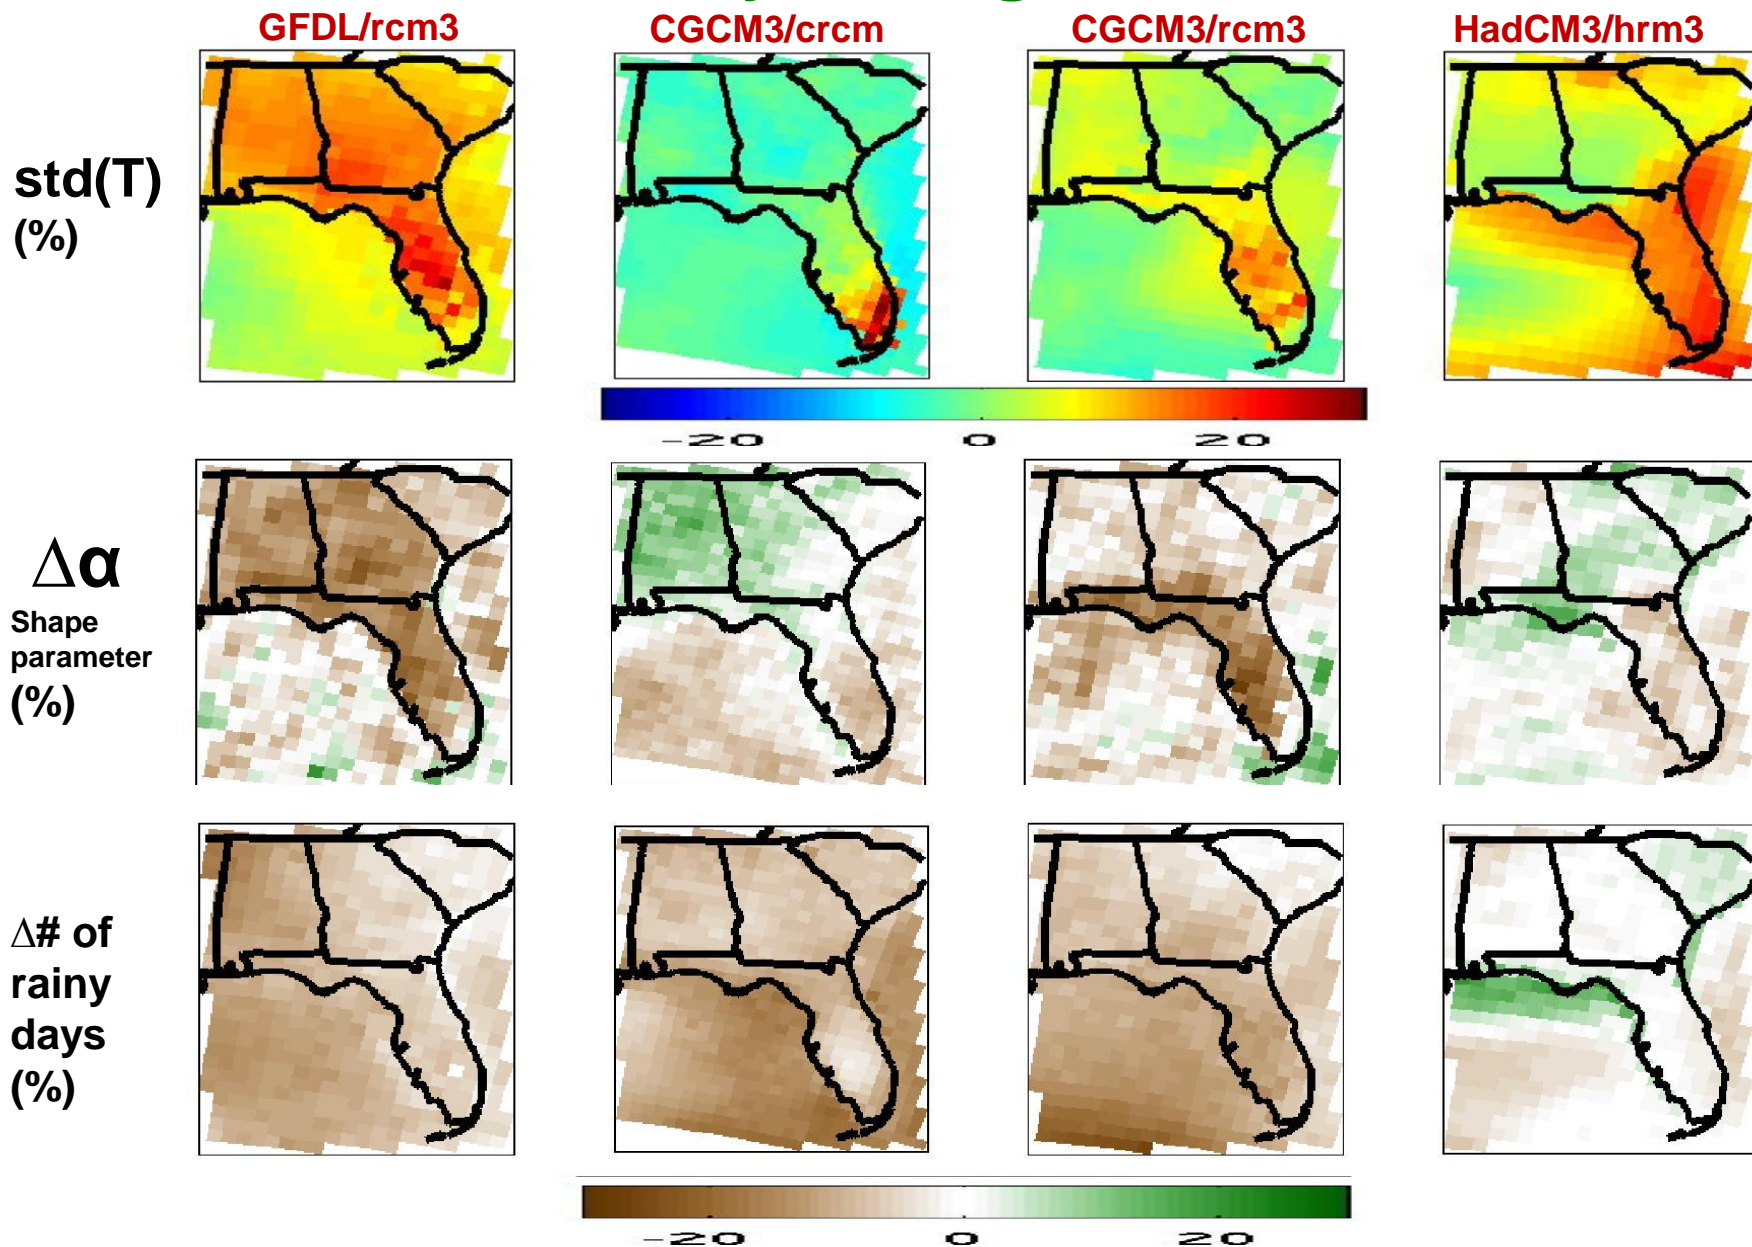 GFDL/rcm3 CGCM3/crcm CGCM3/rcm3 HadCM3/hrm3
std(T)
(%)
-20 0 20
Δα
Shape
parameter
(%)
Δ# of
rainy
days
(%)
-20 0 20